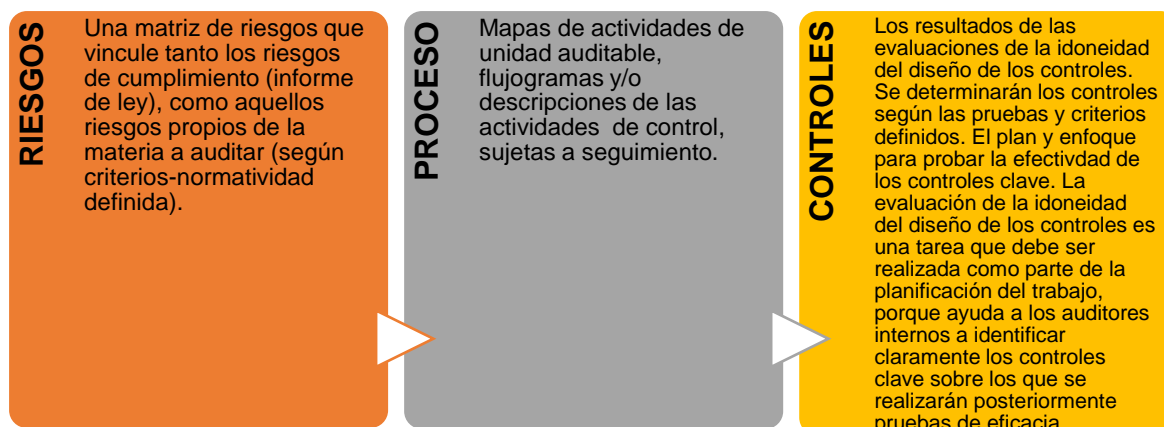 RIESGOS
Una matriz de riesgos que
vincule tanto los riesgos
de cumplimiento (informe
de ley), como aquellos
riesgos propios de la
materia a auditar (según
criterios-normatividad
definida).
PROCESO
Mapas de actividades de
unidad auditable,
flujogramas y/o
descripciones de las
actividades de control,
sujetas a seguimiento.
CONTROLES
Los resultados de las
evaluaciones de la idoneidad
del diseño de los controles.
Se determinarán los controles
según las pruebas y criterios
definidos. El plan y enfoque
para probar la efectivdad de
los controles clave. La
evaluación de la idoneidad
del diseño de los controles es
una tarea que debe ser
realizada como parte de la
planificación del trabajo,
porque ayuda a los auditores
internos a identificar
claramente los controles
clave sobre los que se
realizarán posteriormente
pruebas de eficacia